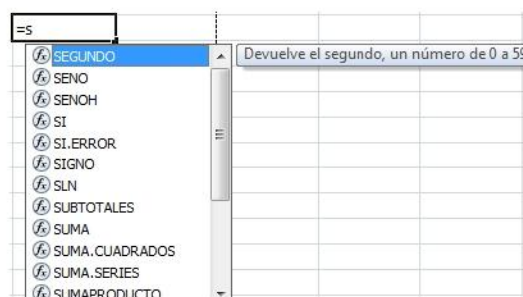 =s
SEGUNDO
Devuelve el segundo, un número de 0 a 59
SENO
SENOH
SI
SI.ERROR
SIGNO
SLN
SUBTOTALES
SUMA
SUMA.CUADRADOS
SUMA.SERIES
SUMAPRODUCTO